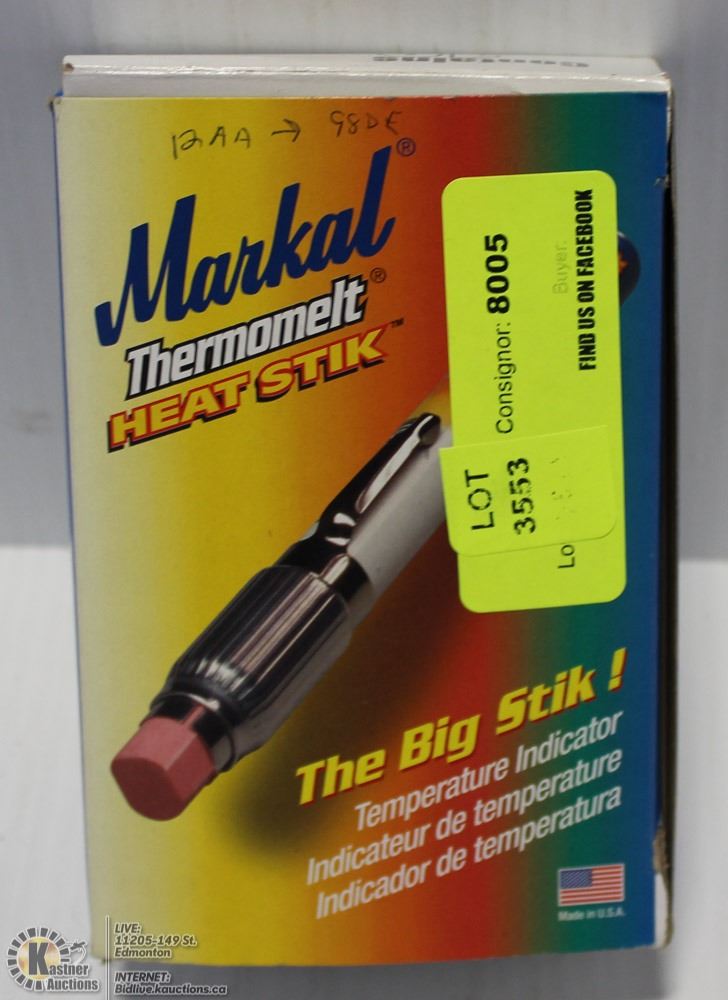 Contains
12AA → 98DE
Markal®
Thermomelt®
HEAT STIK™
LOT
3553
Consignor: 8005
Lo
Buyer:
FIND US ON FACEBOOK
The Big Stik !
Temperature Indicator
Indicateur de temperature
Indicador de temperatura
Made in U.S.A.
Kastner
Auctions
LIVE:
11205-149 St.
Edmonton
INTERNET:
Bidlive.kauctions.ca